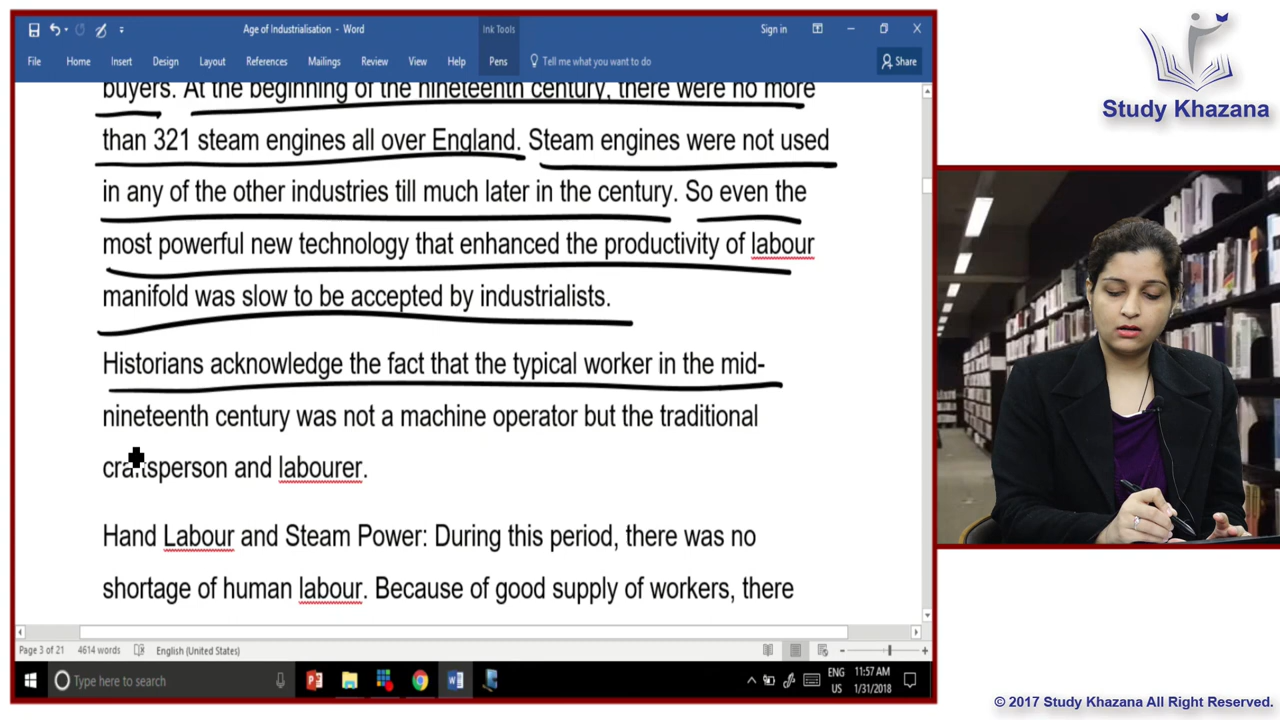 Age of Industrialisation - Word
Ink Tools
Sign in
File Home Insert Design Layout References Mailings Review View Help Pens Tell me what you want to do Share
buyers. At the beginning of the nineteenth century, there were no more
than 321 steam engines all over England. Steam engines were not used
in any of the other industries till much later in the century. So even the
most powerful new technology that enhanced the productivity of labour
manifold was slow to be accepted by industrialists.
Historians acknowledge the fact that the typical worker in the mid-
nineteenth century was not a machine operator but the traditional
craftsperson and labourer.
Hand Labour and Steam Power: During this period, there was no
shortage of human labour. Because of good supply of workers, there
Page 3 of 21 4614 words English (United States)
Type here to search
ENG
US
11:57 AM
1/31/2018
Study Khazana
© 2017 Study Khazana All Right Reserved.